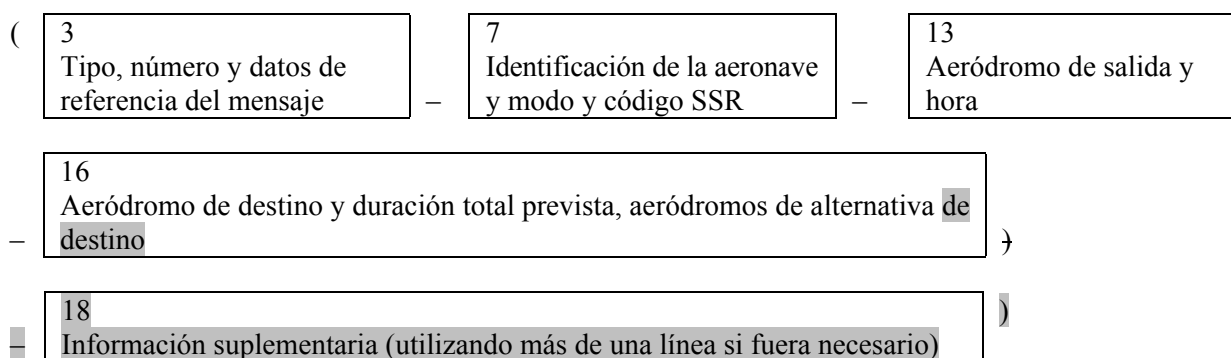 ( 3 7 13
Tipo, número y datos de Identificación de la aeronave Aeródromo de salida y
referencia del mensaje – y modo y código SSR – hora
16
Aeródromo de destino y duración total prevista, aeródromos de alternativa de
– destino )
18 )
– Información suplementaria (utilizando más de una línea si fuera necesario)